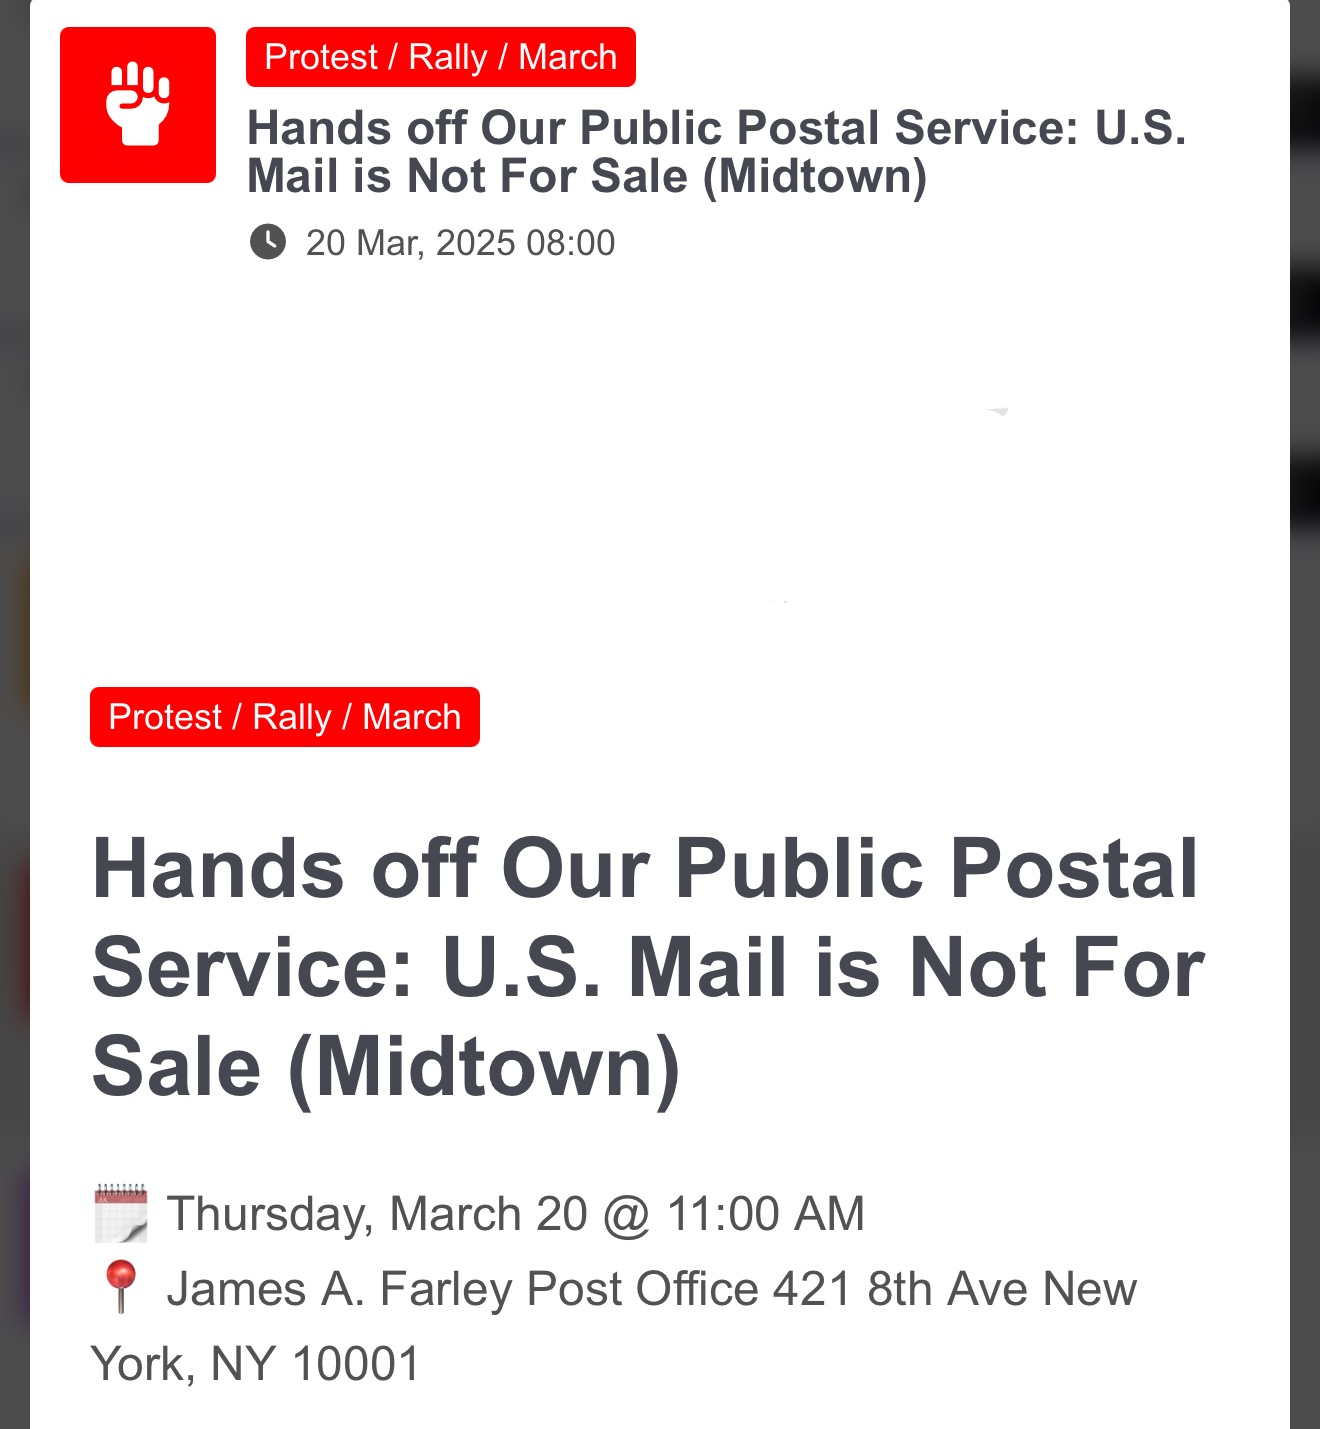 Protest / Rally / March
Hands off Our Public Postal Service: U.S.
Mail is Not For Sale (Midtown)
20 Mar, 2025 08:00
Protest / Rally / March
Hands off Our Public Postal
Service: U.S. Mail is Not For
Sale (Midtown)
Thursday, March 20 @ 11:00 AM
James A. Farley Post Office 421 8th Ave New
York, NY 10001